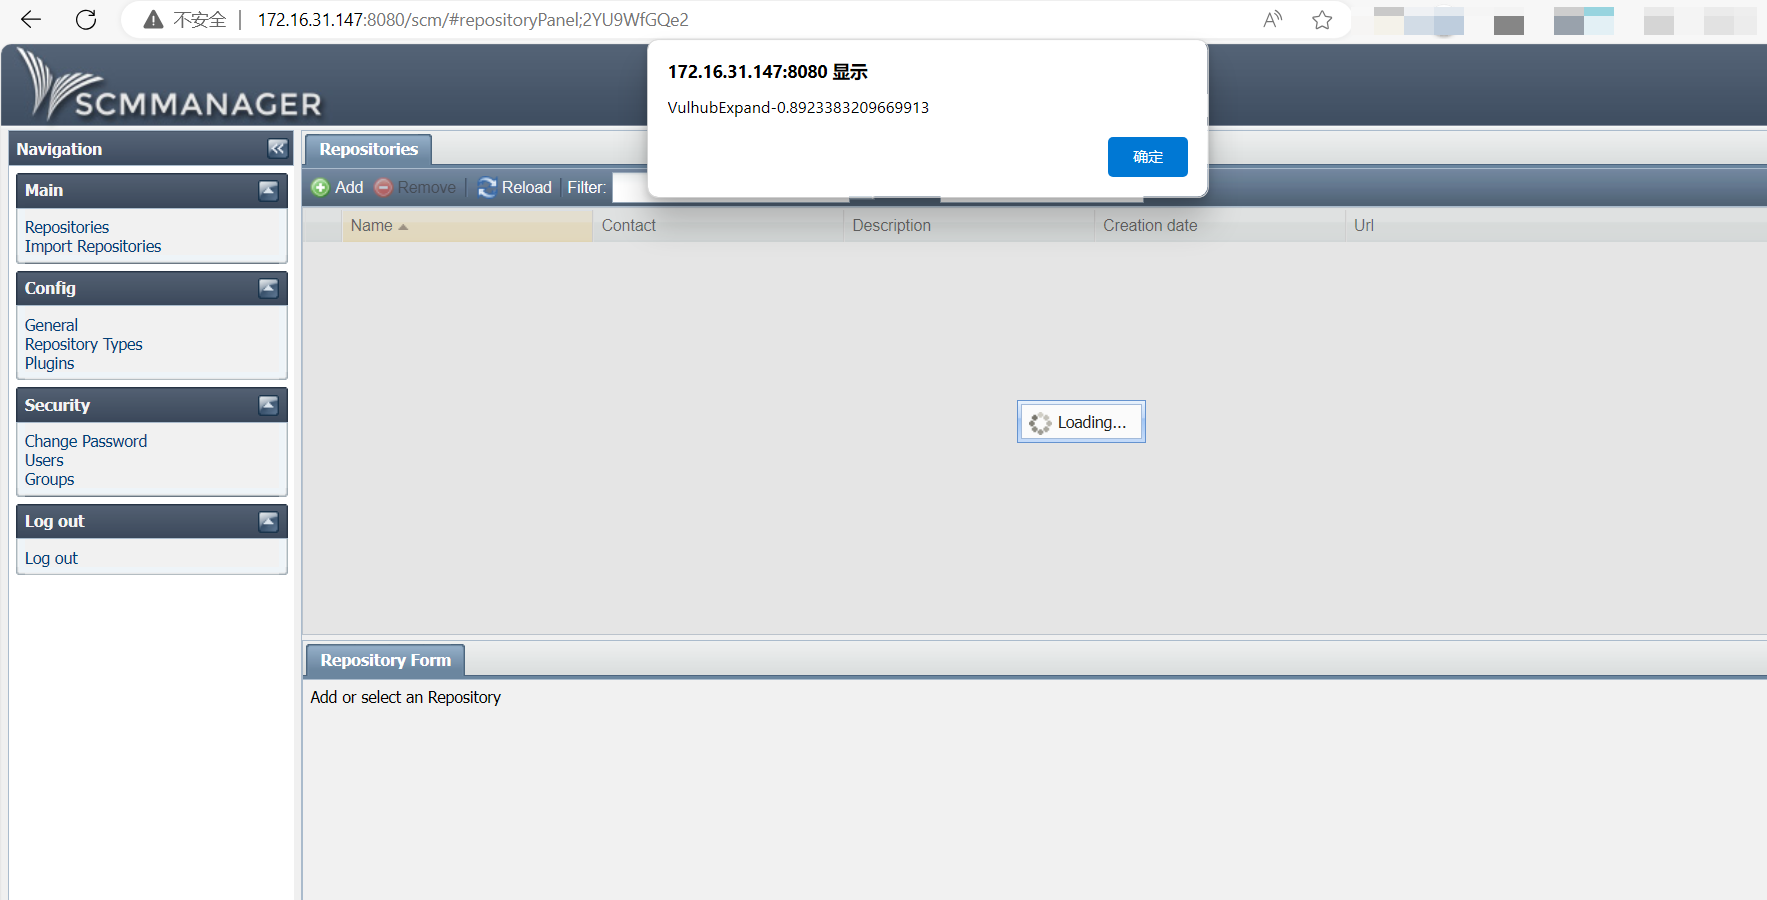 不安全 | 172.16.31.147:8080/scm/#repositoryPanel;2YU9WfGQe2
SCMMANAGER
172.16.31.147:8080 显示
VulhubExpand-0.8923383209669913
确定
Navigation
Main
Repositories
Import Repositories
Config
General
Repository Types
Plugins
Security
Change Password
Users
Groups
Log out
Log out
Repositories
Add Remove Reload Filter:
Name Contact Description Creation date Url
Loading...
Repository Form
Add or select an Repository